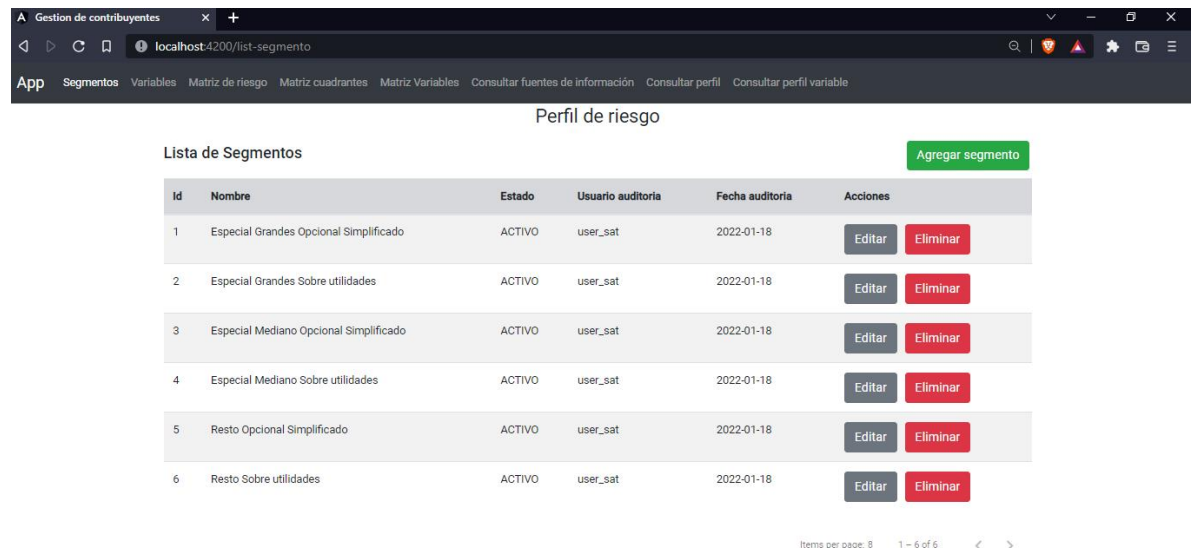 Gestion de contribuyentes
localhost:4200/list-segmento
App Segmentos Variables Matriz de riesgo Matriz cuadrantes Matriz Variables Consultar fuentes de información Consultar perfil Consultar perfil variable
Perfil de riesgo
Lista de Segmentos Agregar segmento
Id Nombre Estado Usuario auditoria Fecha auditoria Acciones
1 Especial Grandes Opcional Simplificado ACTIVO user_sat 2022-01-18 Editar Eliminar
2 Especial Grandes Sobre utilidades ACTIVO user_sat 2022-01-18 Editar Eliminar
3 Especial Mediano Opcional Simplificado ACTIVO user_sat 2022-01-18 Editar Eliminar
4 Especial Mediano Sobre utilidades ACTIVO user_sat 2022-01-18 Editar Eliminar
5 Resto Opcional Simplificado ACTIVO user_sat 2022-01-18 Editar Eliminar
6 Resto Sobre utilidades ACTIVO user_sat 2022-01-18 Editar Eliminar
Items per page: 8 1 – 6 of 6